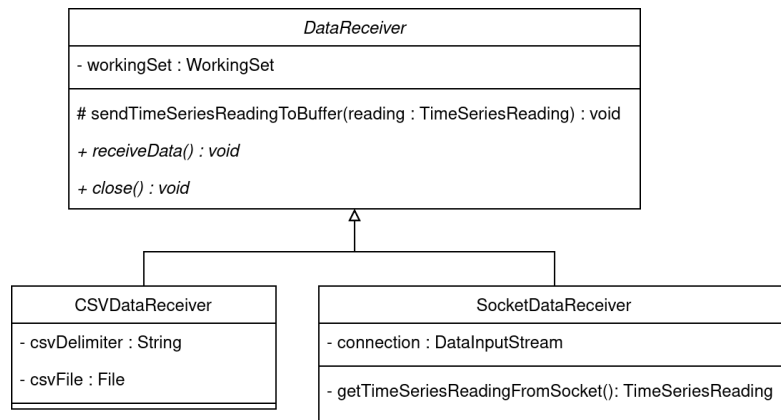 DataReceiver
- workingSet : WorkingSet
# sendTimeSeriesReadingToBuffer(reading : TimeSeriesReading) : void
+ receiveData() : void
+ close() : void
CSVDataReceiver
- csvDelimiter : String
- csvFile : File
SocketDataReceiver
- connection : DataInputStream
- getTimeSeriesReadingFromSocket(): TimeSeriesReading